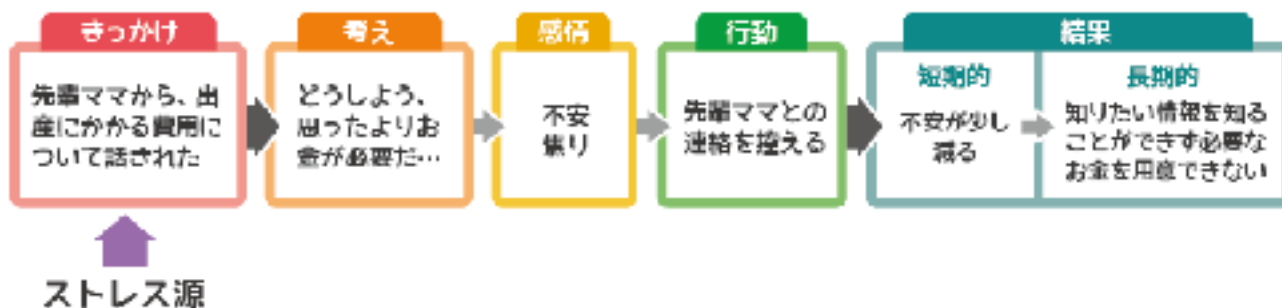 きっかけ
先輩ママから、出
産にかかる費用に
ついて話された
考え
どうしよう、
思ったよりお
金が必要だ…
感情
不安
焦り
行動
先輩ママとの
連絡を控える
結果
短期的
不安が少し
減る
長期的
知りたい情報を知る
ことができず必要な
お金を用意できない
ストレス源